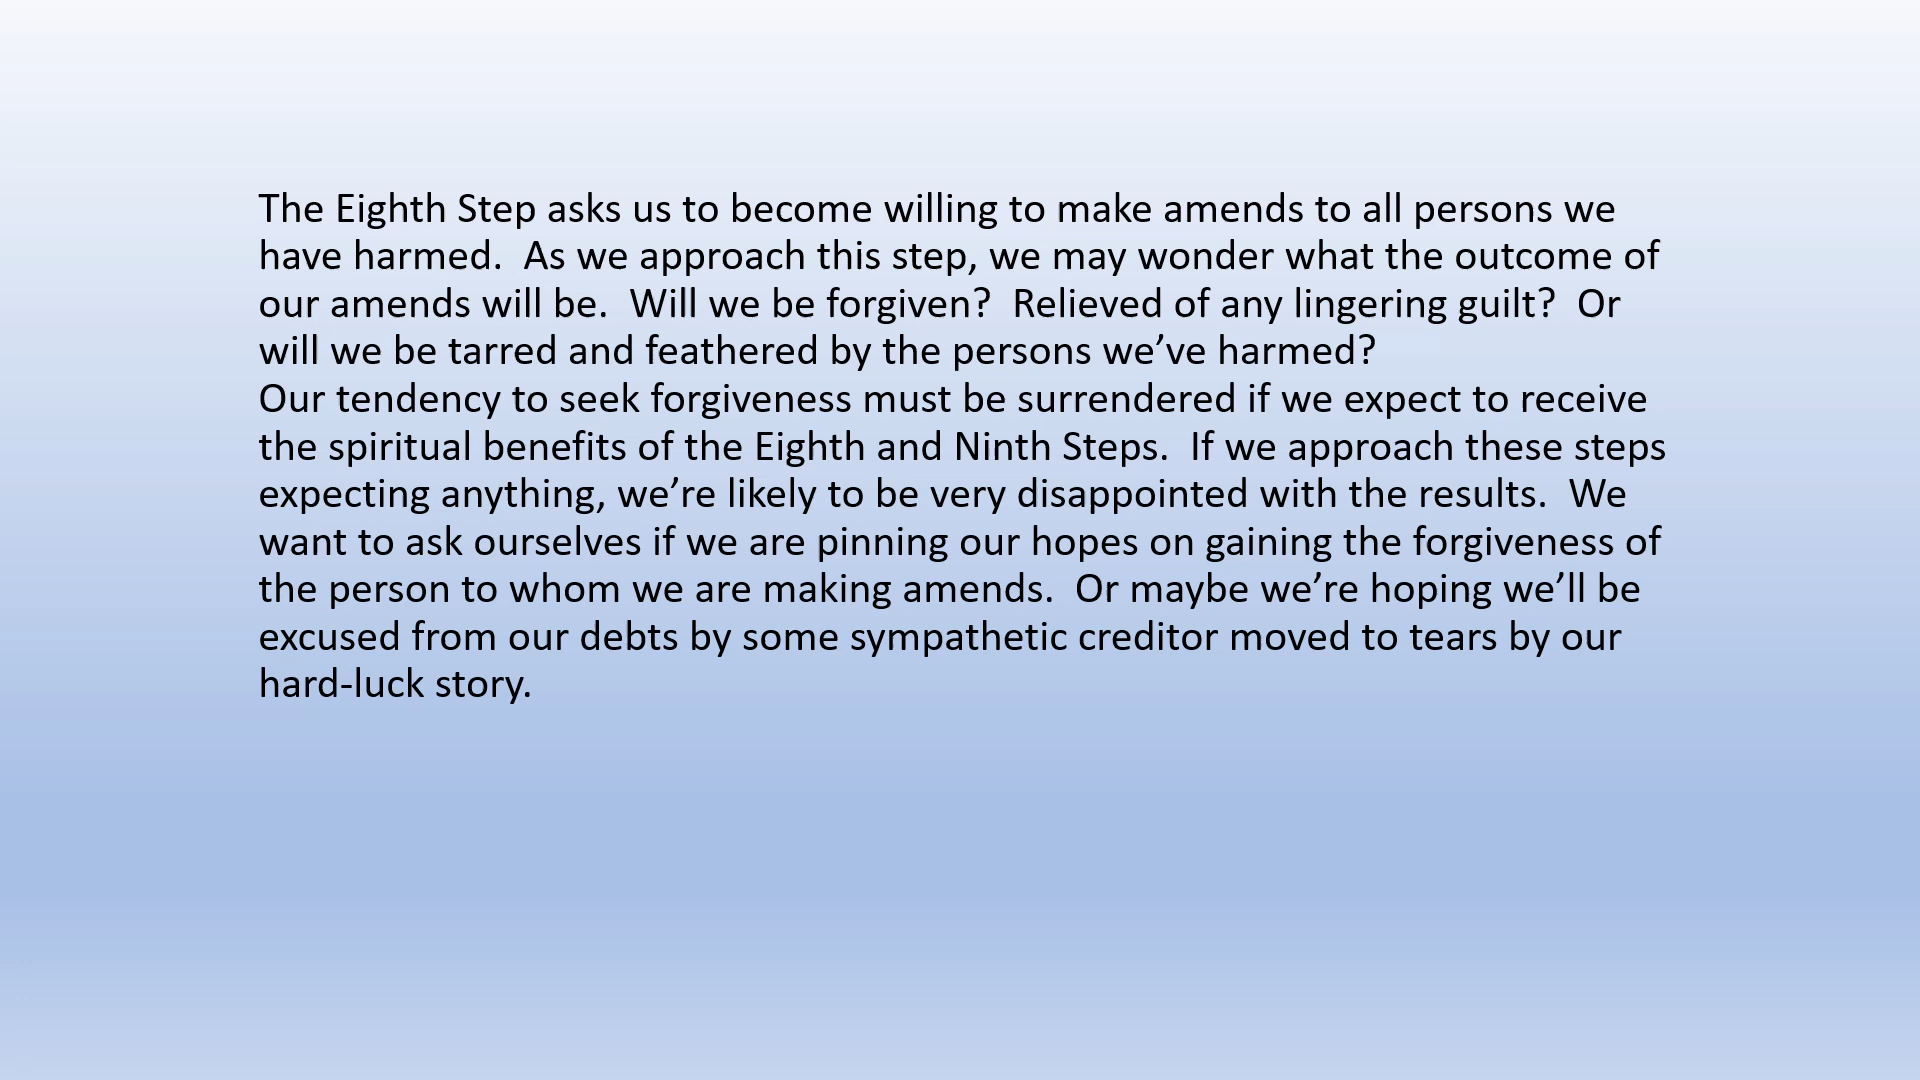 The Eighth Step asks us to become willing to make amends to all persons we
have harmed.  As we approach this step, we may wonder what the outcome of
our amends will be.  Will we be forgiven?  Relieved of any lingering guilt?  Or
will we be tarred and feathered by the persons we’ve harmed?
Our tendency to seek forgiveness must be surrendered if we expect to receive
the spiritual benefits of the Eighth and Ninth Steps.  If we approach these steps
expecting anything, we’re likely to be very disappointed with the results.  We
want to ask ourselves if we are pinning our hopes on gaining the forgiveness of
the person to whom we are making amends.  Or maybe we’re hoping we’ll be
excused from our debts by some sympathetic creditor moved to tears by our
hard-luck story.